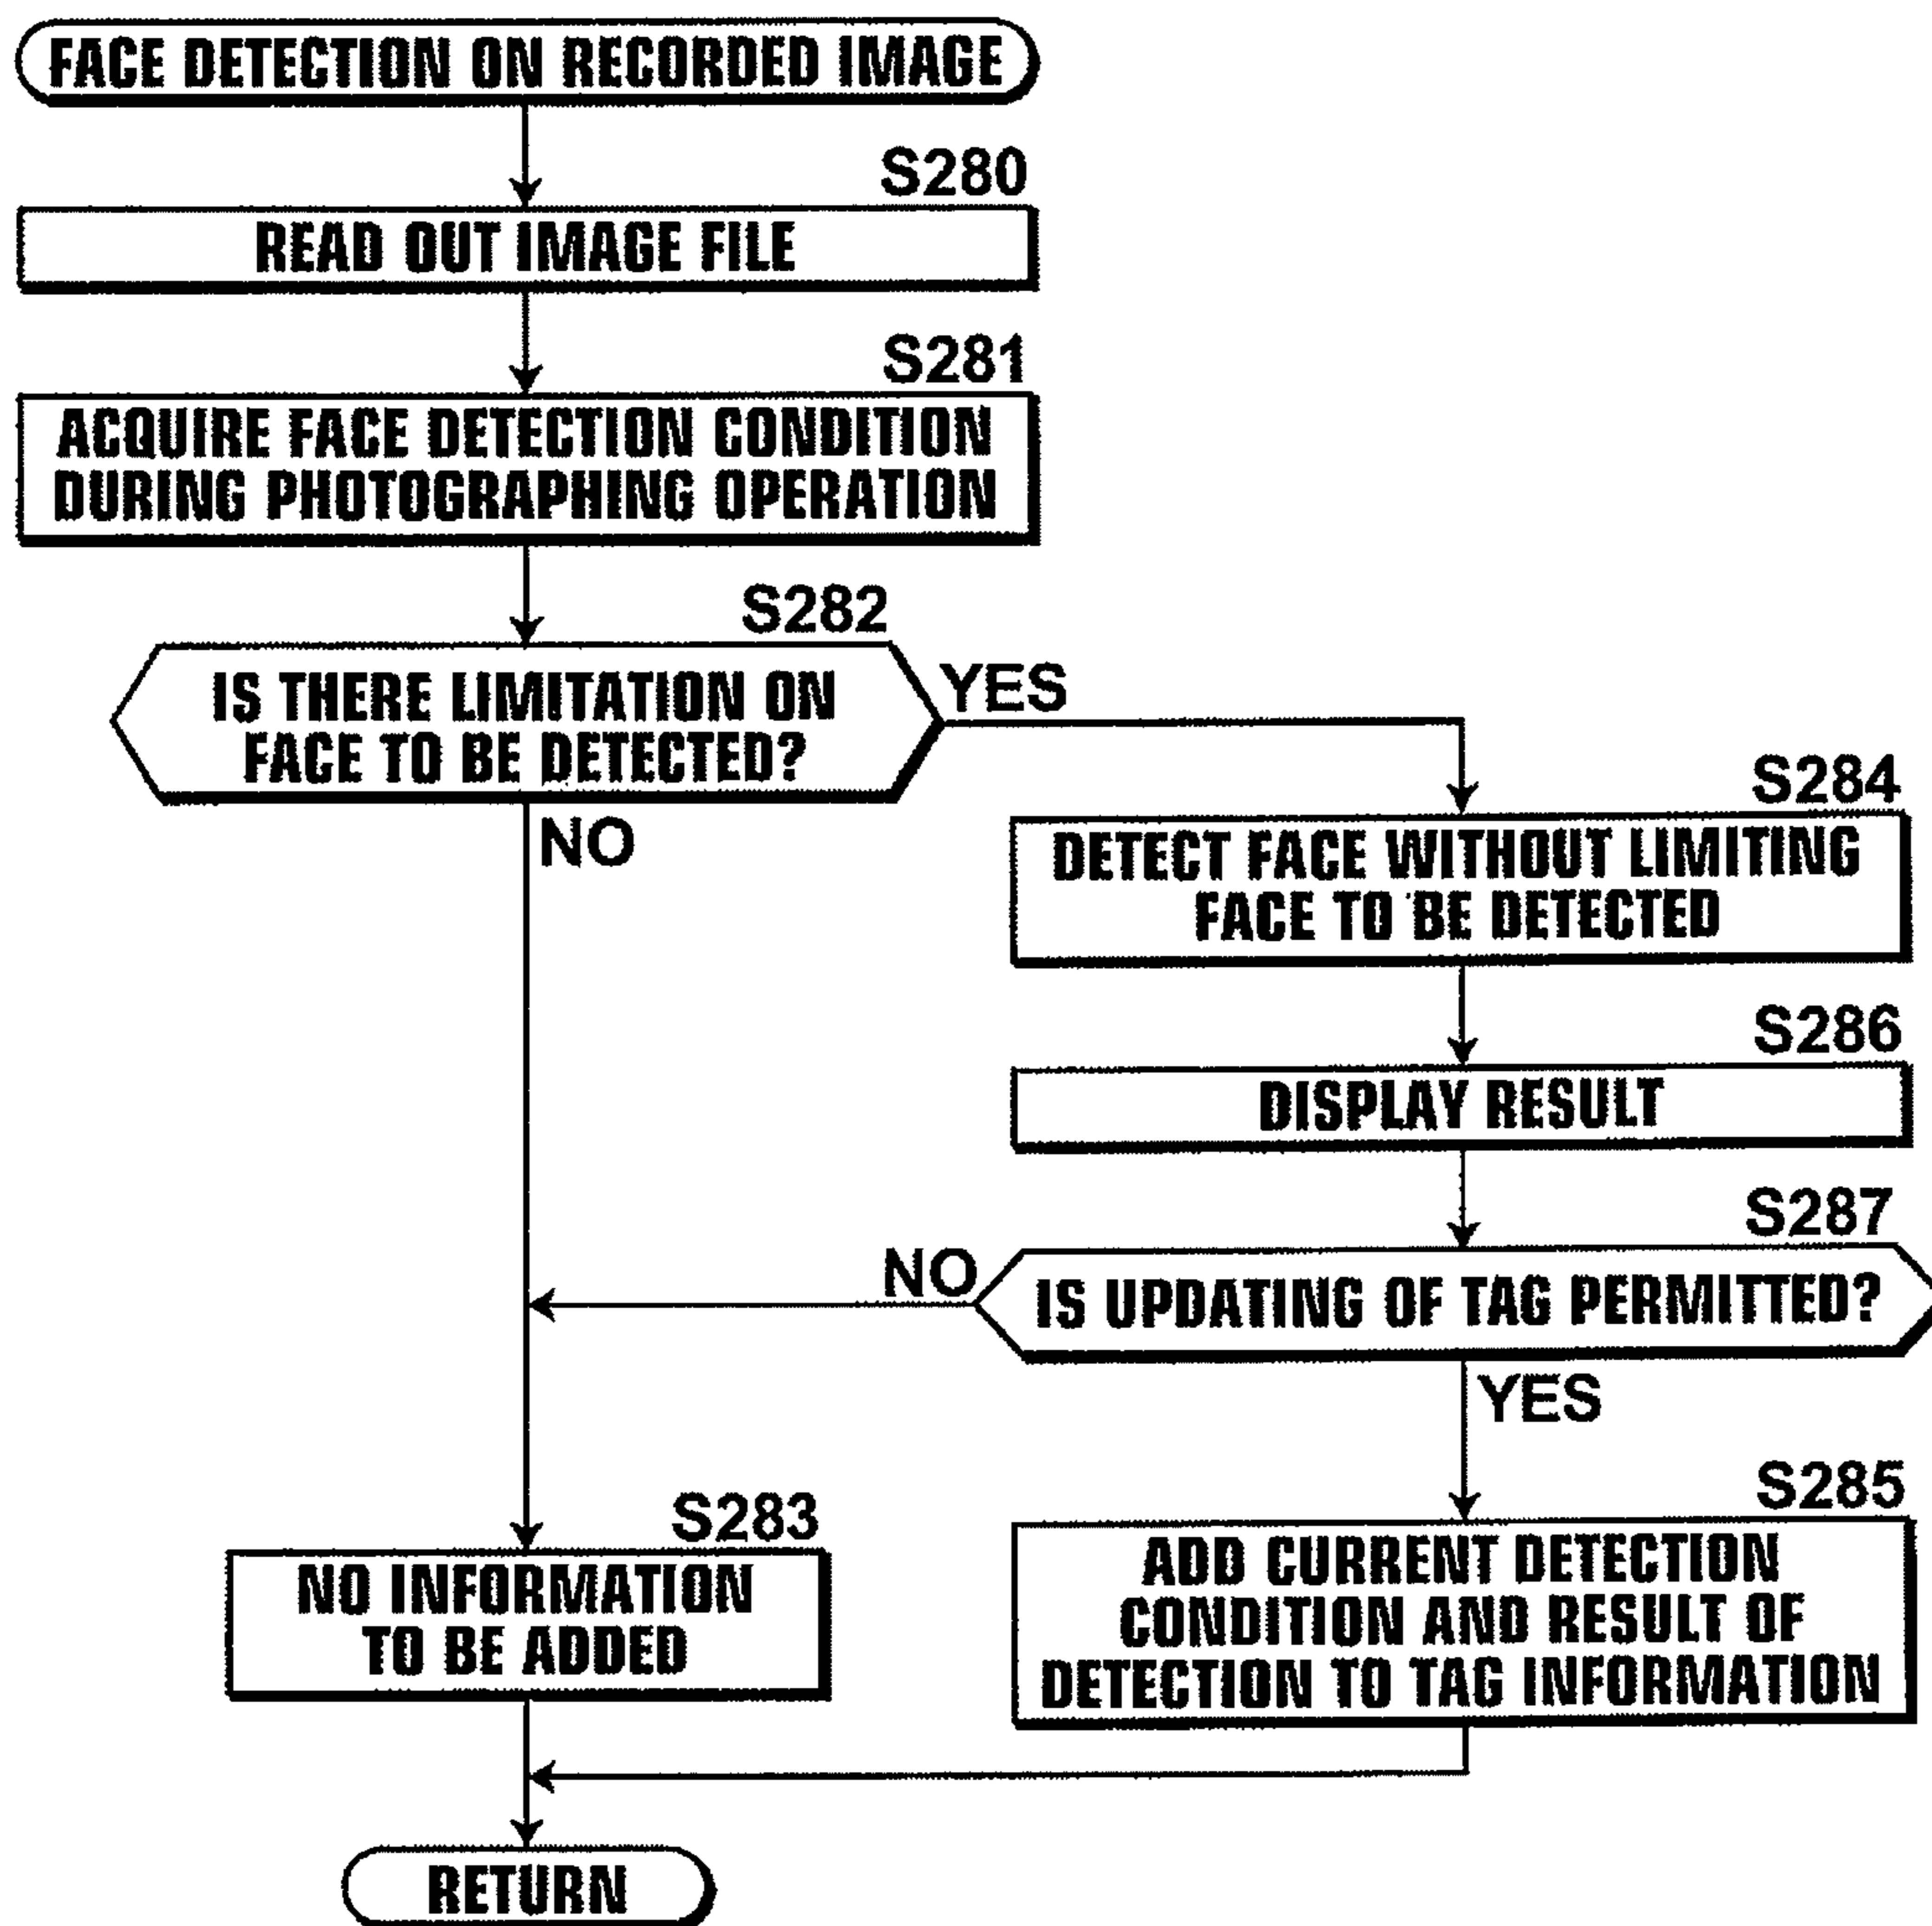 FACE DETECTION ON RECORDED IMAGE
S280
READ OUT IMAGE FILE
S281
ACQUIRE FACE DETECTION CONDITION
DURING PHOTOGRAPHING OPERATION
S282
IS THERE LIMITATION ON
FACE TO BE DETECTED?
YES
NO
S284
DETECT FACE WITHOUT LIMITING
FACE TO BE DETECTED
S286
DISPLAY RESULT
S287
IS UPDATING OF TAG PERMITTED?
NO
YES
S285
ADD CURRENT DETECTION
CONDITION AND RESULT OF
DETECTION TO TAG INFORMATION
S283
NO INFORMATION
TO BE ADDED
RETURN